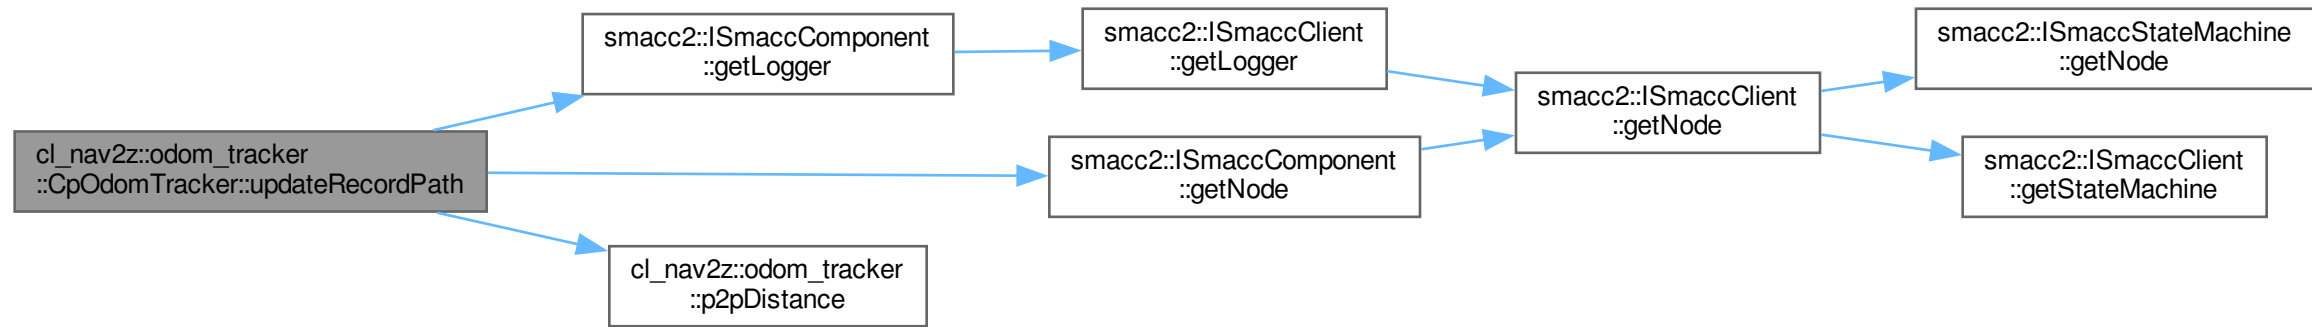 cl_nav2z::odom_tracker
::CpOdomTracker::updateRecordPath
smacc2::ISmaccComponent
::getLogger
smacc2::ISmaccClient
::getLogger
smacc2::ISmaccComponent
::getNode
smacc2::ISmaccClient
::getNode
smacc2::ISmaccStateMachine
::getNode
smacc2::ISmaccClient
::getStateMachine
cl_nav2z::odom_tracker
::p2pDistance